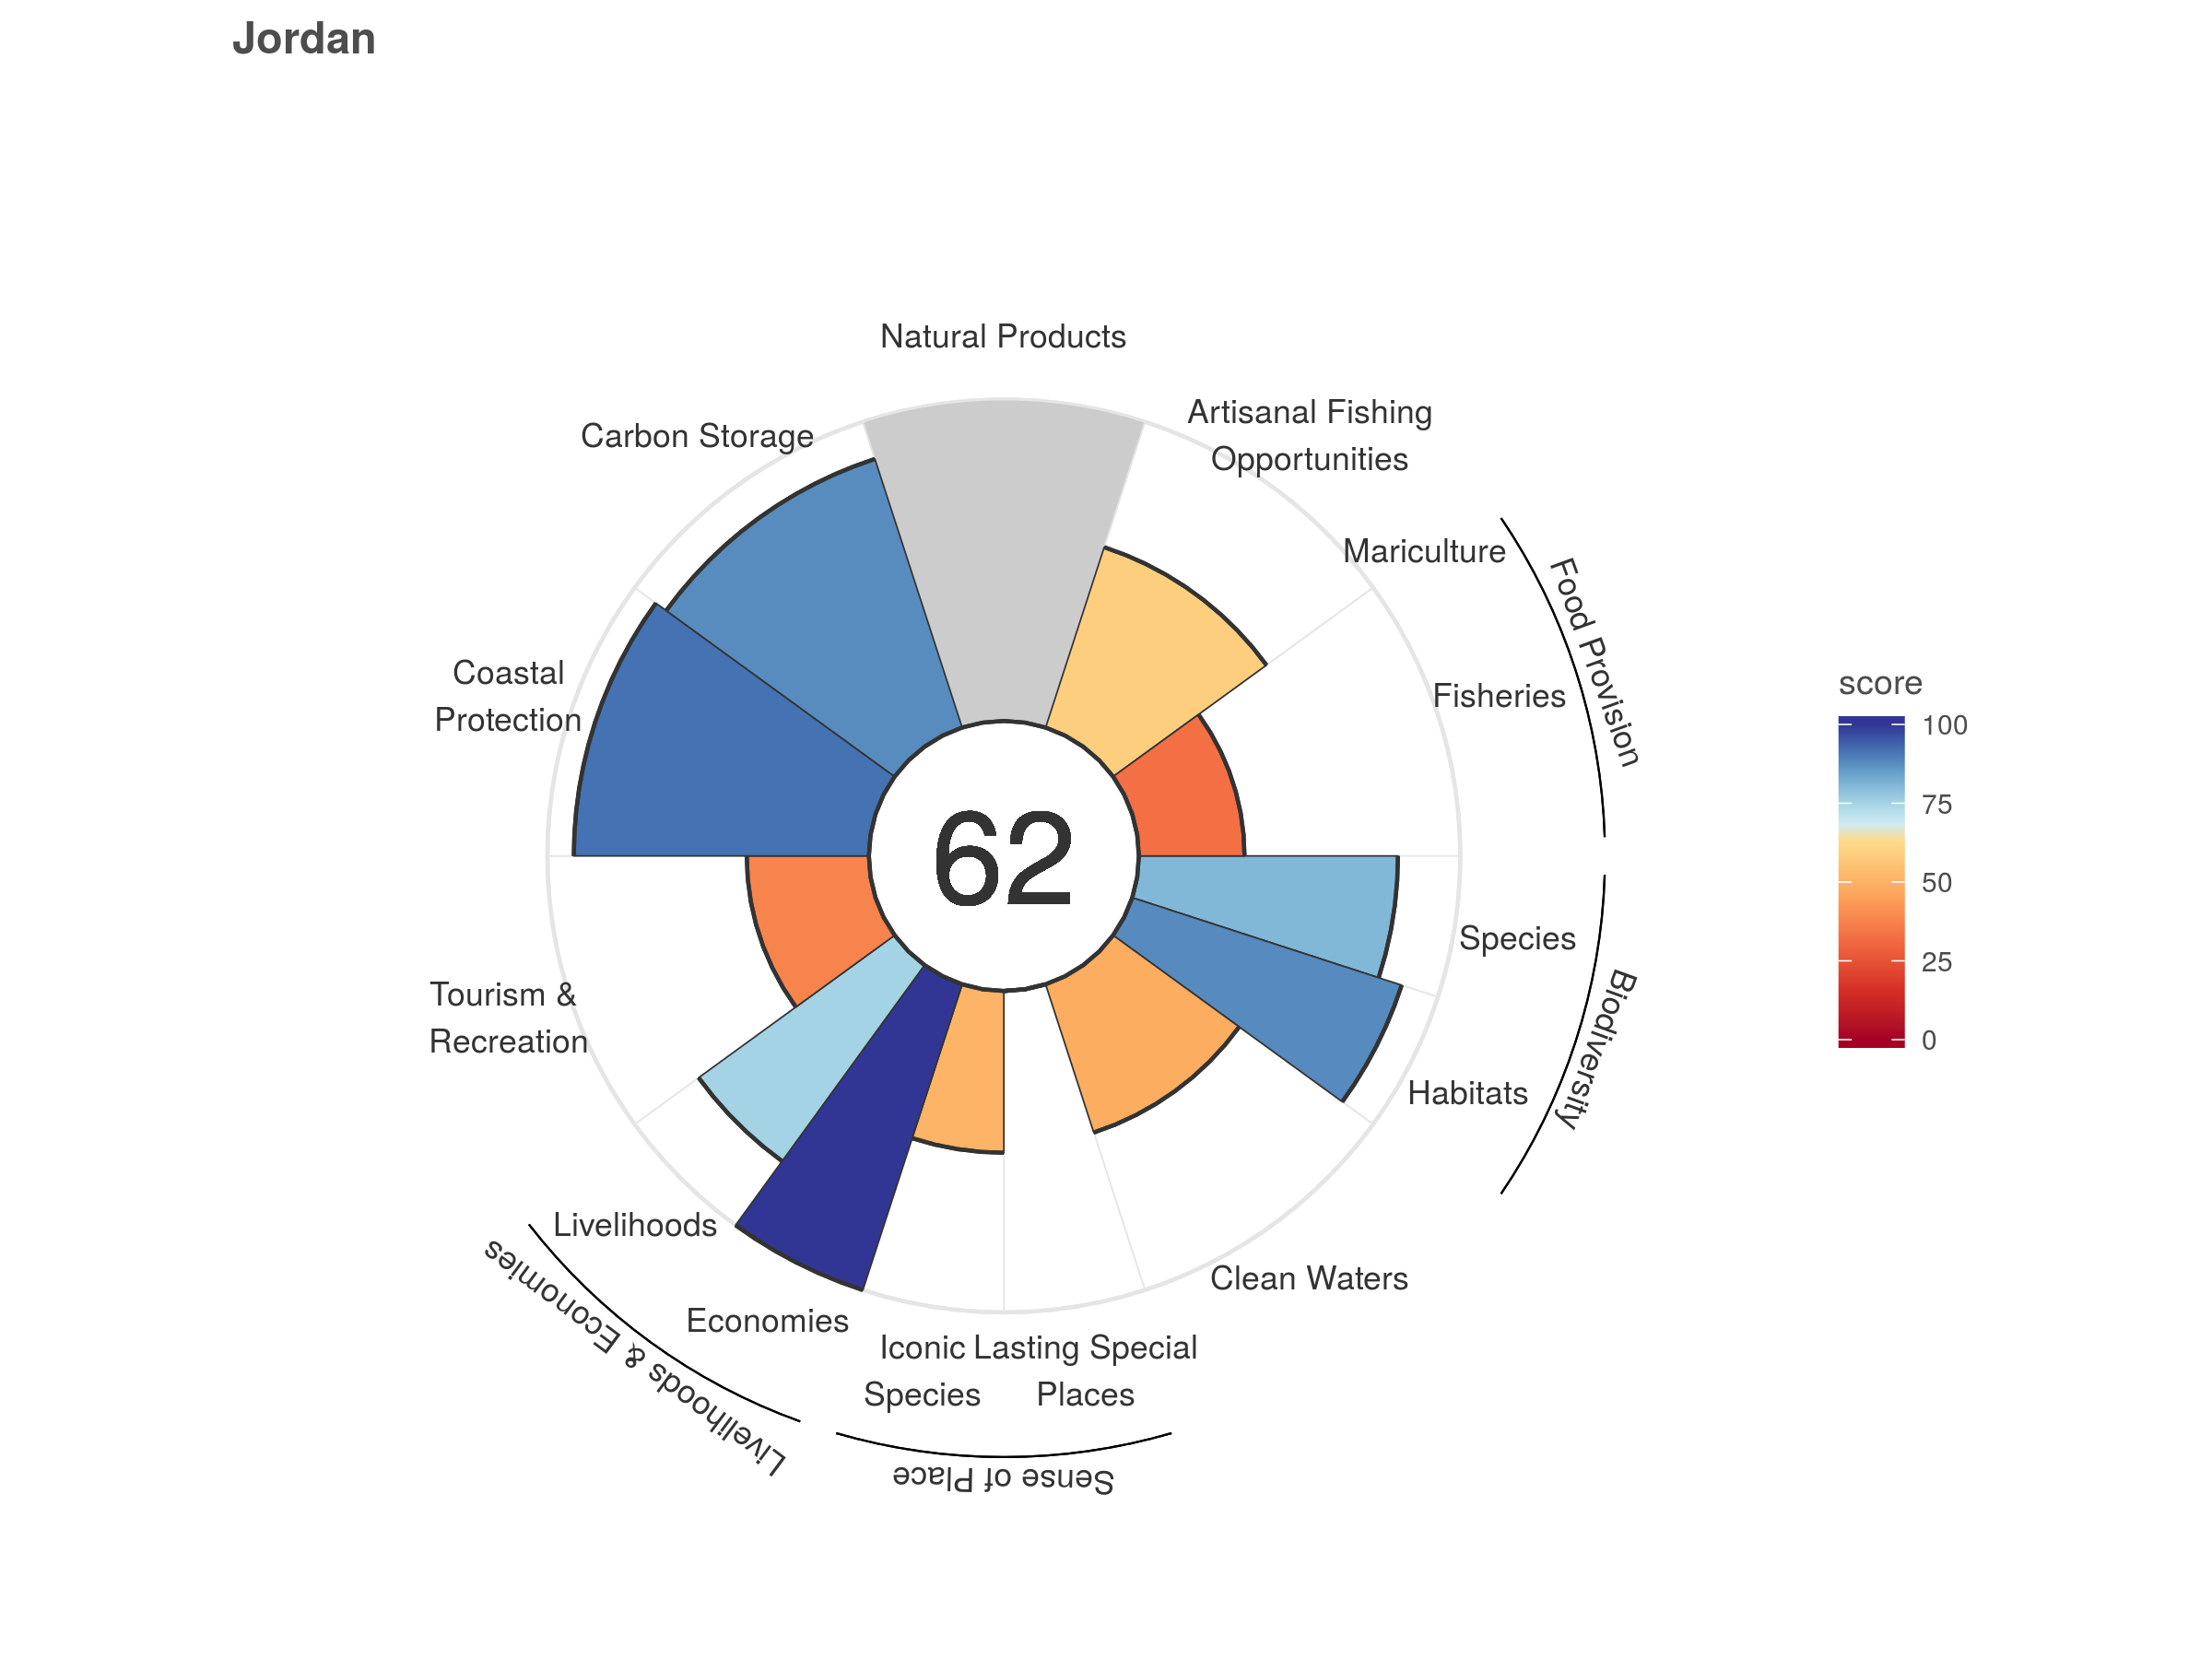 Jordan
Natural Products
Artisanal Fishing
Opportunities
Carbon Storage
Mariculture
Food Provision
Fisheries
Coastal
Protection
62
Species
Biodiversity
Habitats
Tourism &
Recreation
Livelihoods
Livelihoods & Economies
Economies
Clean Waters
Iconic
Species
Lasting Special
Places
Sense of Place
score
100
75
50
25
0